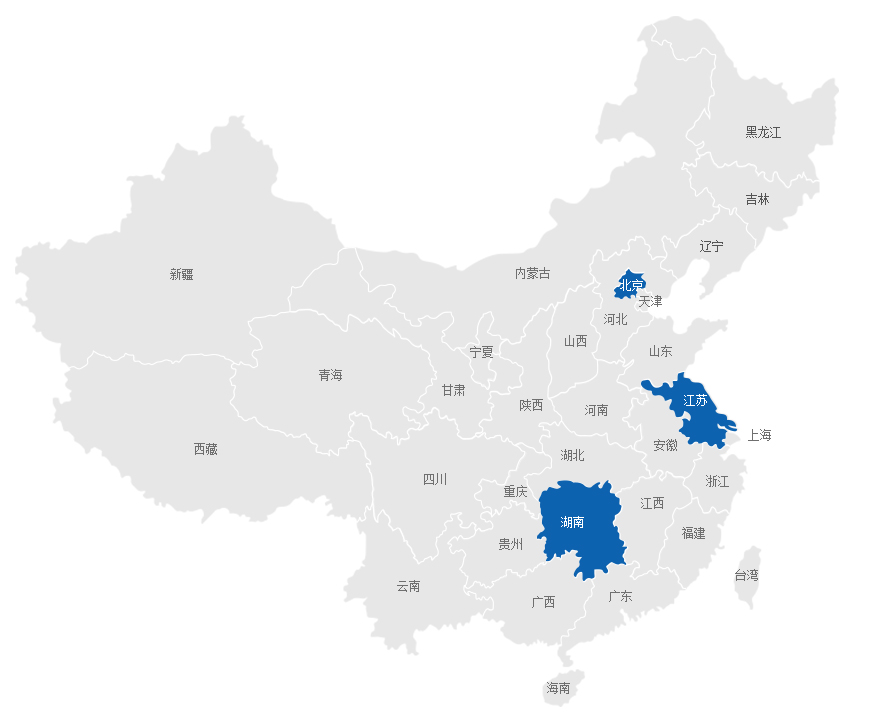 黑龙江
吉林
辽宁
新疆
内蒙古
北京
天津
河北
山西
宁夏
山东
青海
甘肃
陕西
江苏
河南
上海
安徽
西藏
湖北
四川
浙江
重庆
江西
湖南
福建
贵州
台湾
云南
广东
广西
海南